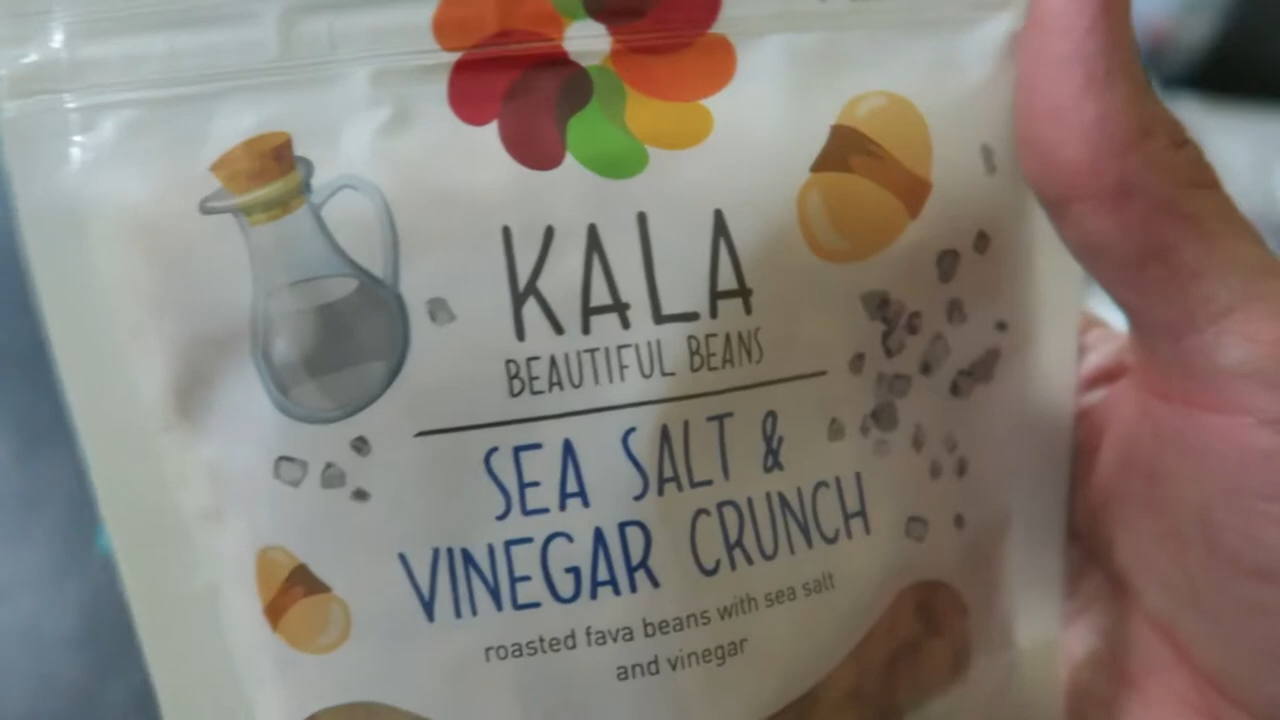 KALA
BEAUTIFUL BEANS
SEA SALT &
VINEGAR CRUNCH
roasted fava beans with sea salt
and vinegar